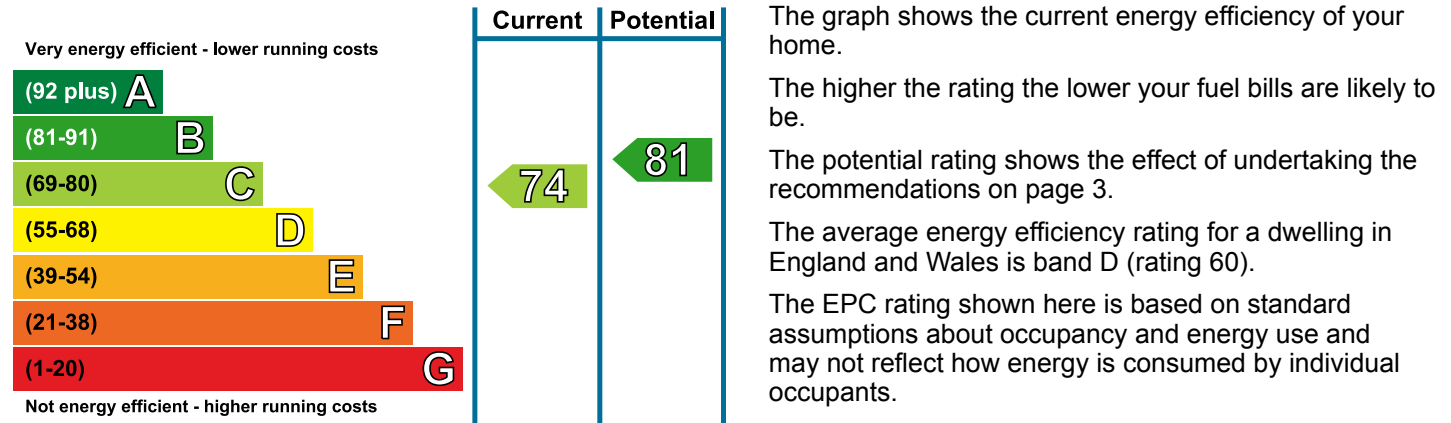 Current Potential
Very energy efficient - lower running costs
(92 plus) A
(81-91) B
(69-80) C
(55-68) D
(39-54) E
(21-38) F
(1-20) G
Not energy efficient - higher running costs
74
81
The graph shows the current energy efficiency of your
home.
The higher the rating the lower your fuel bills are likely to
be.
The potential rating shows the effect of undertaking the
recommendations on page 3.
The average energy efficiency rating for a dwelling in
England and Wales is band D (rating 60).
The EPC rating shown here is based on standard
assumptions about occupancy and energy use and
may not reflect how energy is consumed by individual
occupants.